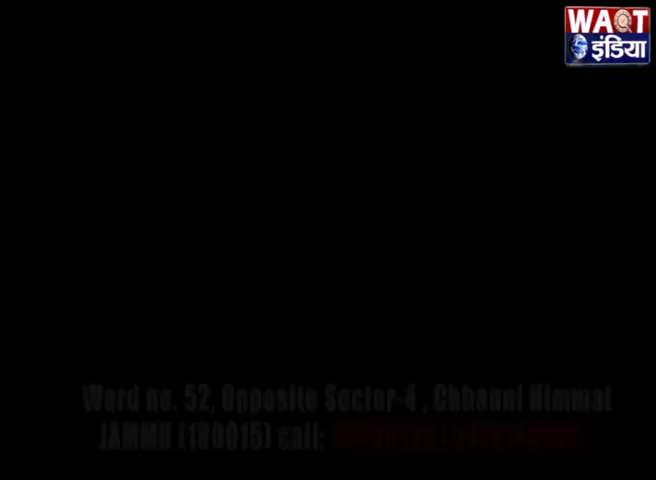 WAQT
इंडिया
Ward no. 52, Opposite Sector-4 , Chhanni Himmat
JAMMU (180015) call: